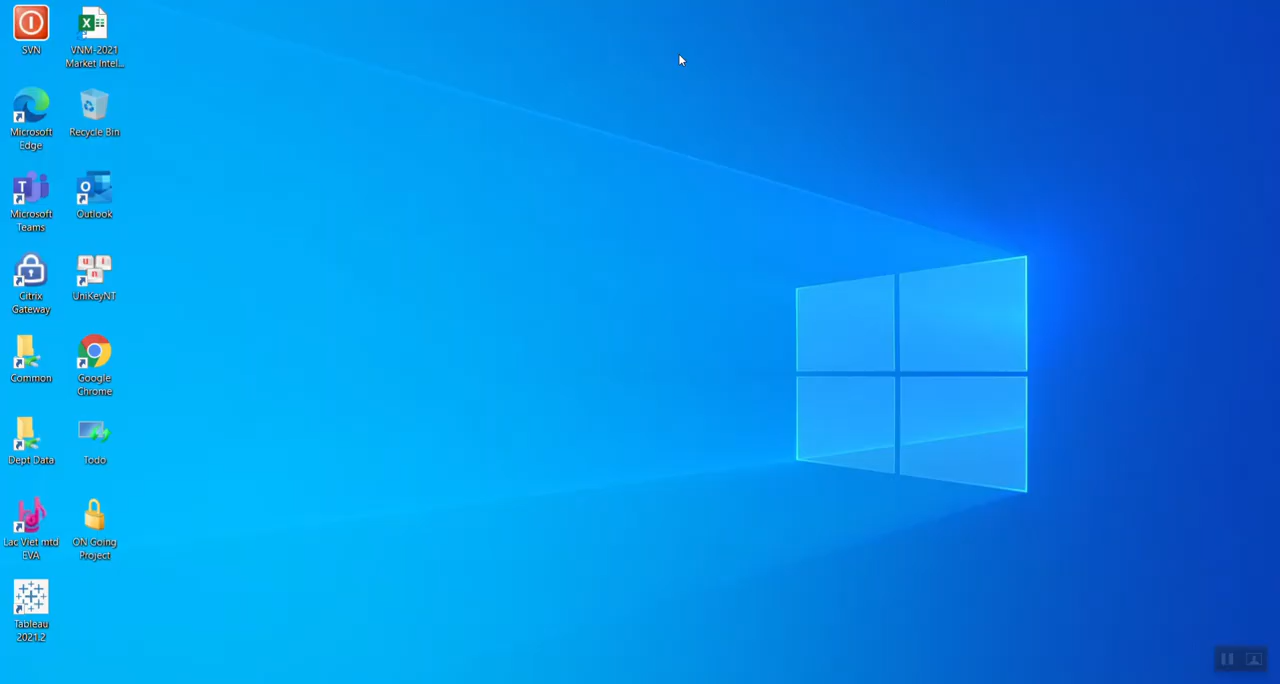 SVN
VNM-2021
Market Intel...
Microsoft
Edge
Recycle Bin
Microsoft
Teams
Outlook
Citrix
Gateway
UniKeyNT
Common
Google
Chrome
Dept Data
Todo
Lac Viet mtd
EVA
ON Going
Project
Tableau
2021.2